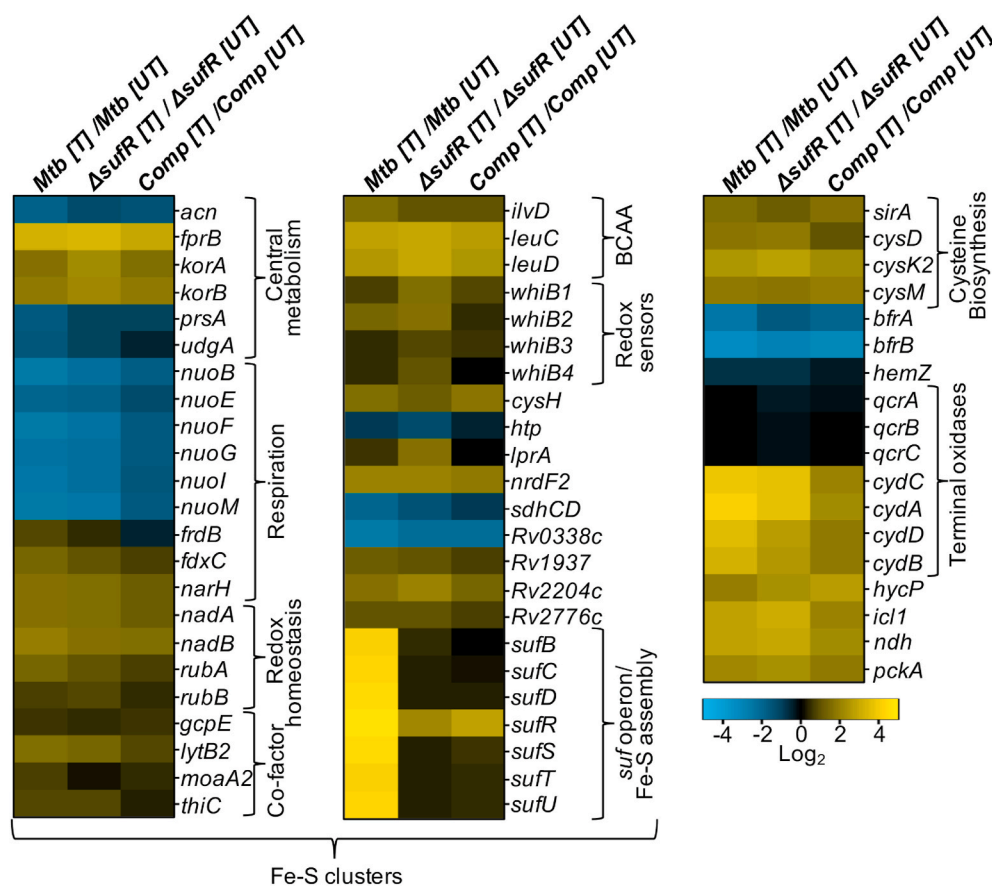 Mtb [T] /Mtb [UT]
ΔsufR [T] / ΔsufR [UT]
Comp [T] /Comp [UT]
acn
fprB
korA
korB
prsA
udgA
nuoB
nuoE
nuoF
nuoG
nuoI
nuoM
frdB
fdxC
narH
nadA
nadB
rubA
rubB
gcpE
lytB2
moaA2
thiC
Central
metabolism
Respiration
Redox
homeostasis
Co-factor
Mtb [T] /Mtb [UT]
ΔsufR [T] / ΔsufR [UT]
Comp [T] /Comp [UT]
ilvD
leuC
leuD
whiB1
whiB2
whiB3
whiB4
cysH
htp
lprA
nrdF2
sdhCD
Rv0338c
Rv1937
Rv2204c
Rv2776c
sufB
sufC
sufD
sufR
sufS
sufT
sufU
BCAA
Redox
sensors
suf operon/
Fe-S assembly
Fe-S clusters
Mtb [T] /Mtb [UT]
ΔsufR [T] / ΔsufR [UT]
Comp [T] /Comp [UT]
sirA
cysD
cysK2
cysM
bfrA
bfrB
hemZ
qcrA
qcrB
qcrC
cydC
cydA
cydD
cydB
hycP
icl1
ndh
pckA
Cysteine
Biosynthesis
Terminal oxidases
-4 -2 0 2 4
Log2